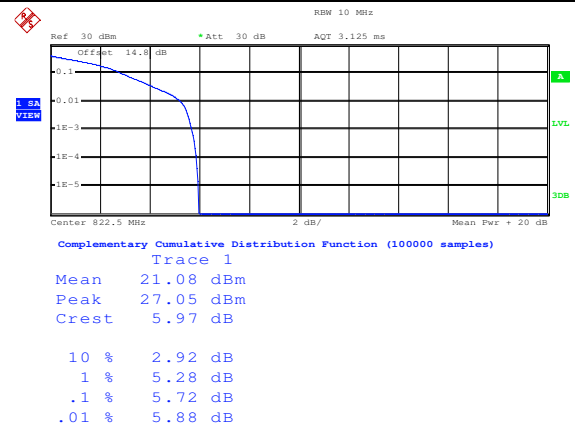 R S
RBW 10 MHz
Ref 30 dBm *Att 30 dB AQT 3.125 ms
Offset 14.8 dB
0.1
A
0.01
1 SA
VIEW
1E-3
LVL
1E-4
1E-5
3DB
Center 822.5 MHz 2 dB/ Mean Pwr + 20 dB
Complementary Cumulative Distribution Function (100000 samples)
Trace 1
Mean 21.08 dBm
Peak 27.05 dBm
Crest 5.97 dB
10 % 2.92 dB
1 % 5.28 dB
.1 % 5.72 dB
.01 % 5.88 dB